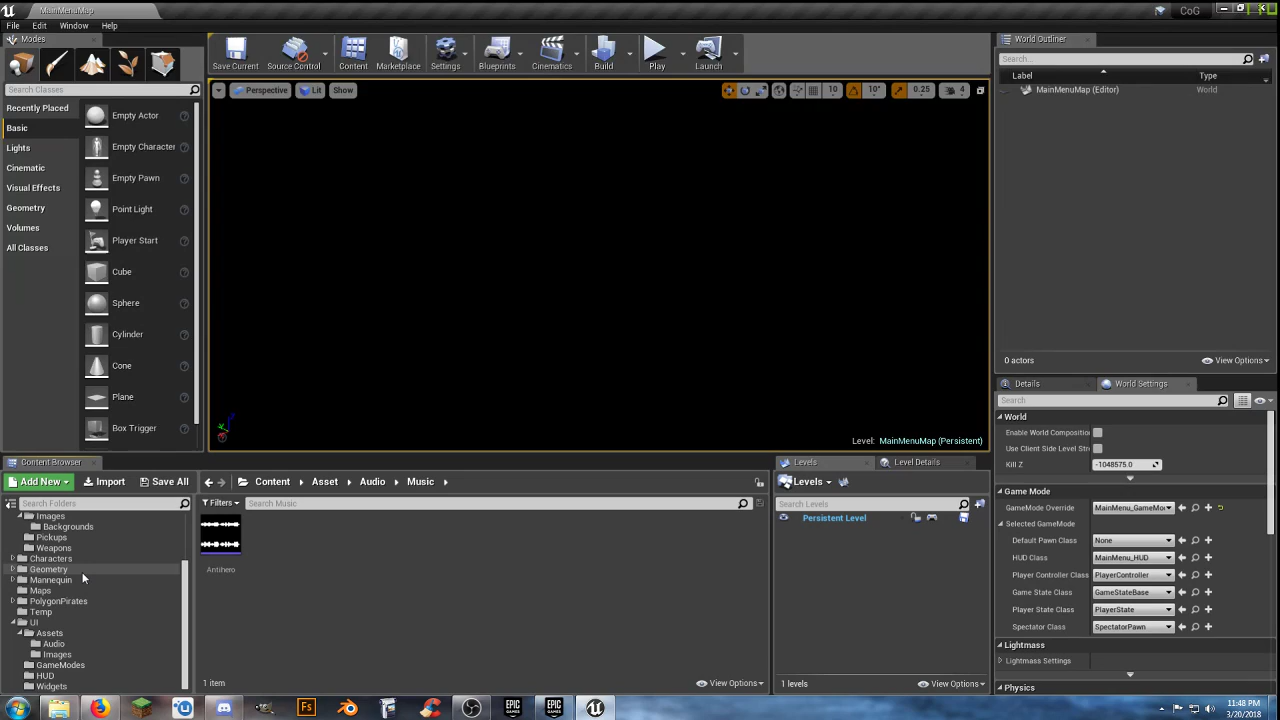 MainMenuMap
CoG
File Edit Window Help
Modes
Search Classes
Recently Placed
Basic
Lights
Cinematic
Visual Effects
Geometry
Volumes
All Classes
Empty Actor
Empty Character
Empty Pawn
Point Light
Player Start
Cube
Sphere
Cylinder
Cone
Plane
Box Trigger
Save Current
Source Control
Content
Marketplace
Settings
Blueprints
Cinematics
Build
Play
Launch
Perspective
Lit
Show
10
10°
0.25
4
Level: MainMenuMap (Persistent)
World Outliner
Search...
Label Type
MainMenuMap (Editor) World
0 actors
View Options
Details
World Settings
Search
World
Enable World Compositio
Use Client Side Level Str
Kill Z -1048575.0
Game Mode
GameMode Override MainMenu_GameMo
Selected GameMode
Default Pawn Class None
HUD Class MainMenu_HUD
Player Controller Class PlayerController
Game State Class GameStateBase
Player State Class PlayerState
Spectator Class SpectatorPawn
Lightmass
Lightmass Settings
Physics
Content Browser
Add New
Import
Save All
Content Asset Audio Music
Search Folders
Filters
Search Music
Images
Backgrounds
Pickups
Weapons
Characters
Geometry
Mannequin
Maps
PolygonPirates
Temp
UI
Assets
Audio
Images
GameModes
HUD
Widgets
Antihero
1 item
View Options
Levels
Level Details
Levels
Search Levels
Persistent Level
1 levels
View Options
Fs
EPIC GAMES
EPIC GAMES
11:48 PM
3/20/2018